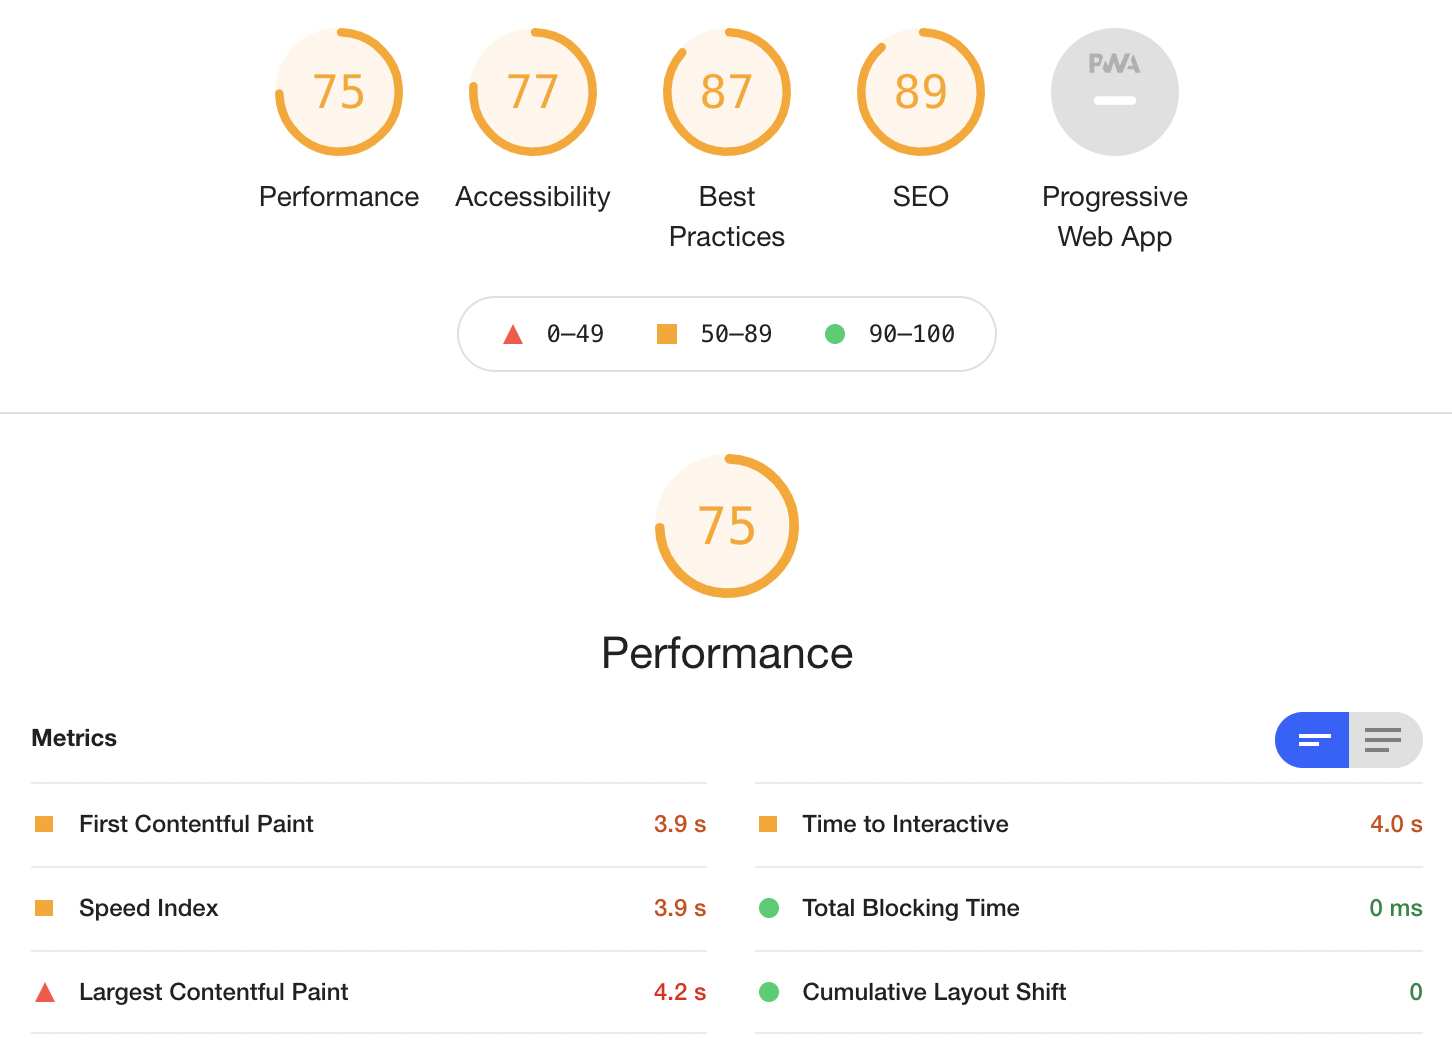 75 77 87 89 PWA
Performance Accessibility Best Practices SEO Progressive Web App
0–49 50–89 90–100
75
Performance
Metrics
First Contentful Paint 3.9 s
Time to Interactive 4.0 s
Speed Index 3.9 s
Total Blocking Time 0 ms
Largest Contentful Paint 4.2 s
Cumulative Layout Shift 0